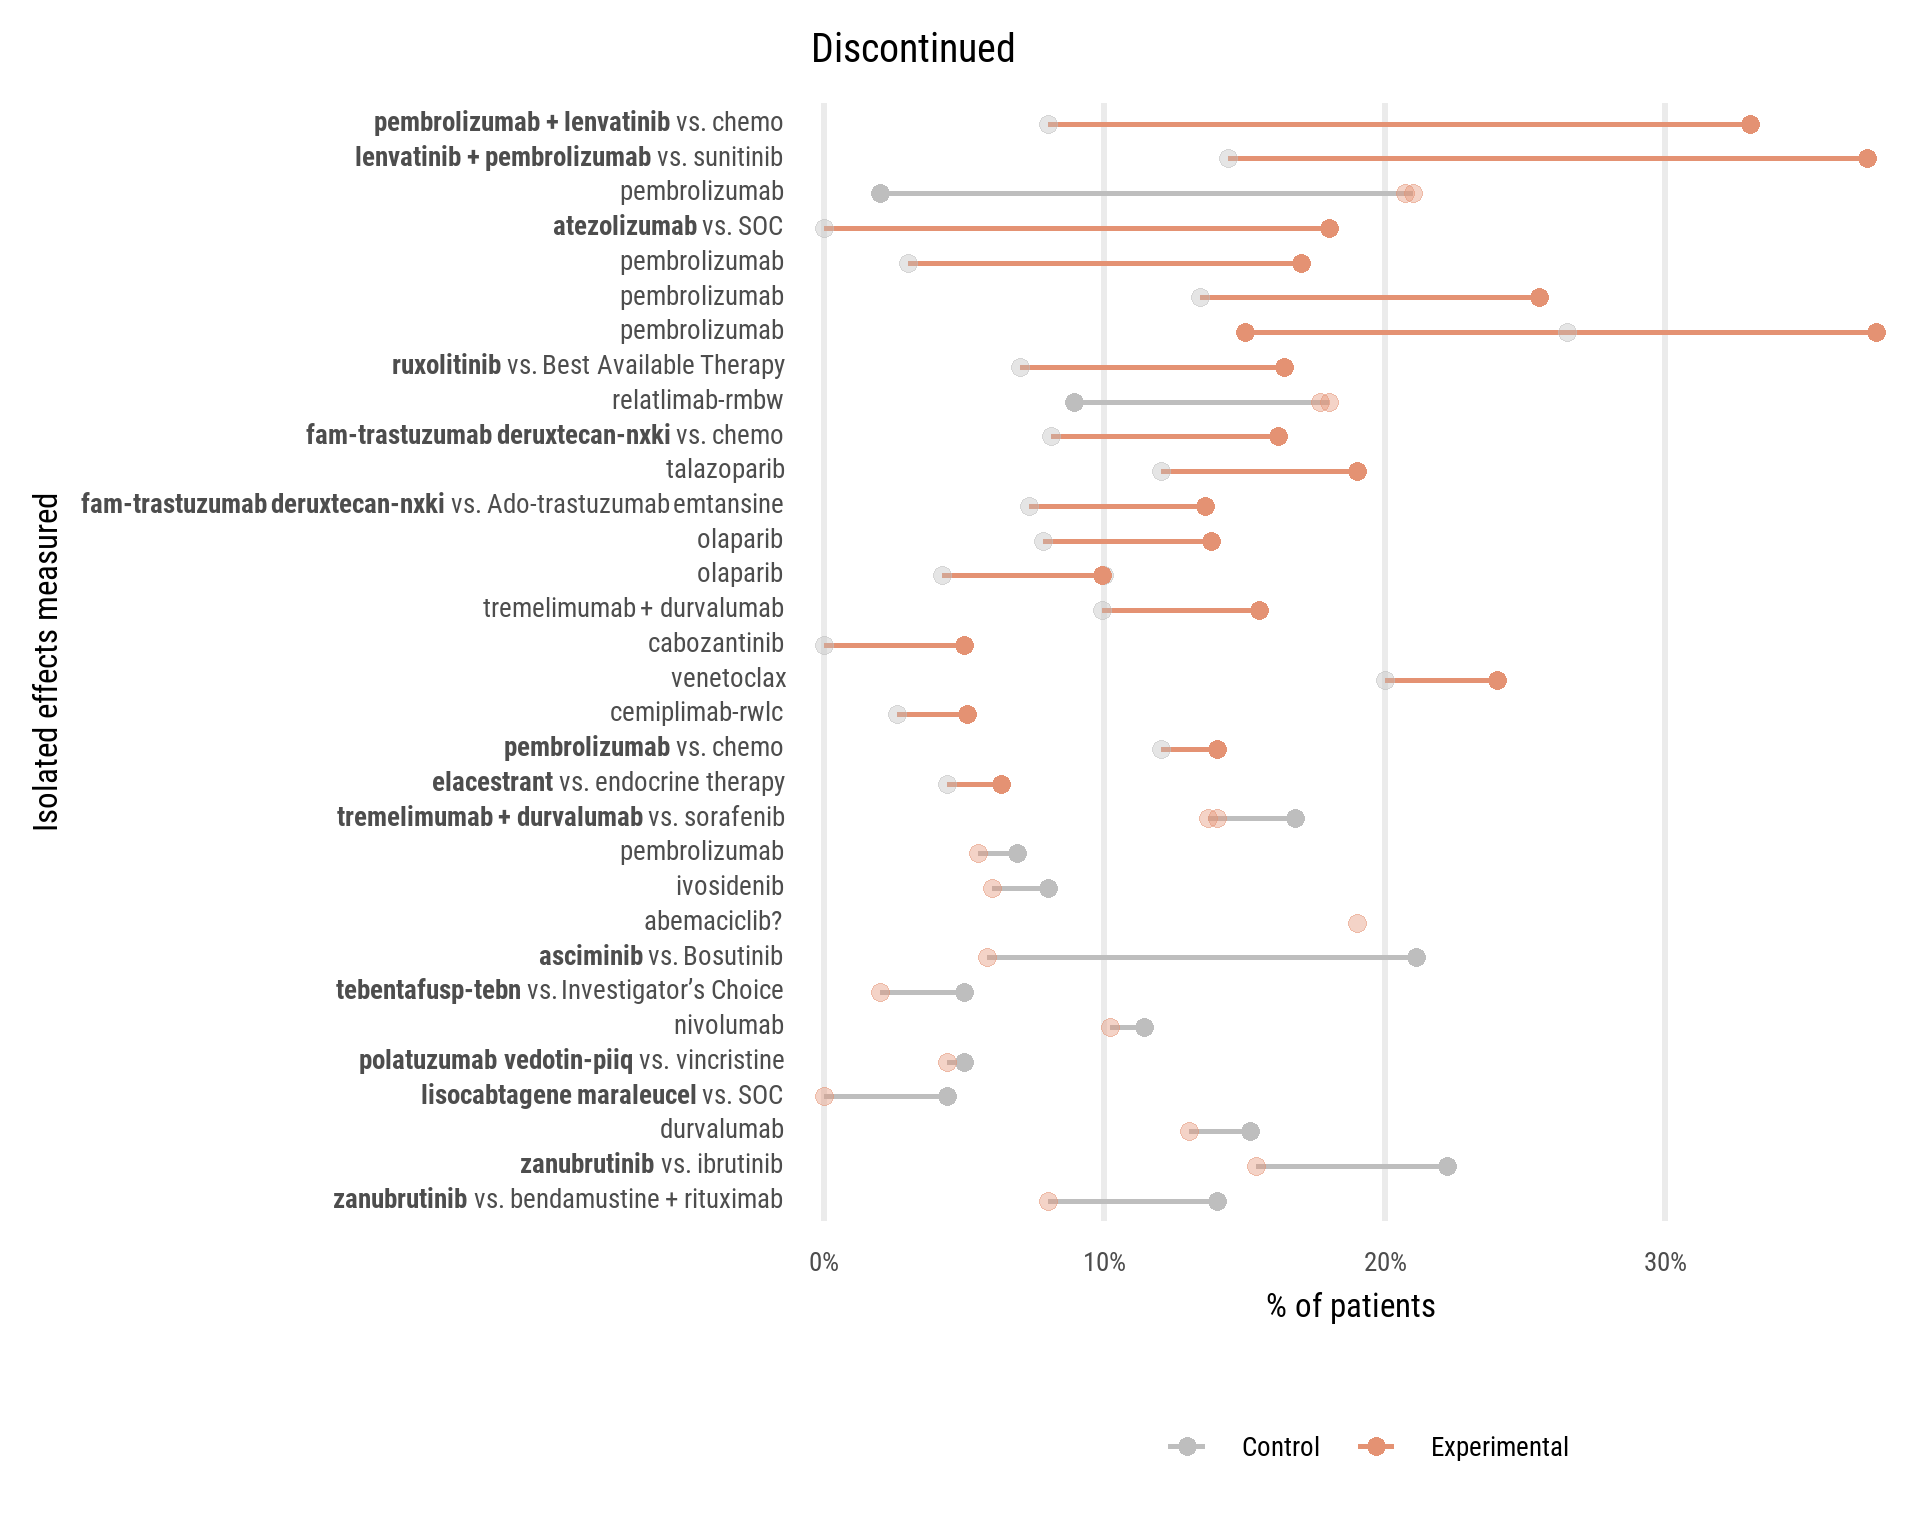 Discontinued
pembrolizumab + lenvatinib vs. chemo
lenvatinib + pembrolizumab vs. sunitinib
pembrolizumab
atezolizumab vs. SOC
pembrolizumab
pembrolizumab
pembrolizumab
ruxolitinib vs. Best Available Therapy
relatlimab-rmbw
fam-trastuzumab deruxtecan-nxki vs. chemo
talazoparib
fam-trastuzumab deruxtecan-nxki vs. Ado-trastuzumab emtansine
olaparib
olaparib
tremelimumab + durvalumab
cabozantinib
venetoclax
cemiplimab-rwlc
pembrolizumab vs. chemo
elacestrant vs. endocrine therapy
tremelimumab + durvalumab vs. sorafenib
pembrolizumab
ivosidenib
abemaciclib?
asciminib vs. Bosutinib
tebentafusp-tebn vs. Investigator’s Choice
nivolumab
polatuzumab vedotin-piiq vs. vincristine
lisocabtagene maraleucel vs. SOC
durvalumab
zanubrutinib vs. ibrutinib
zanubrutinib vs. bendamustine + rituximab
Isolated effects measured
0% 10% 20% 30%
% of patients
Control Experimental